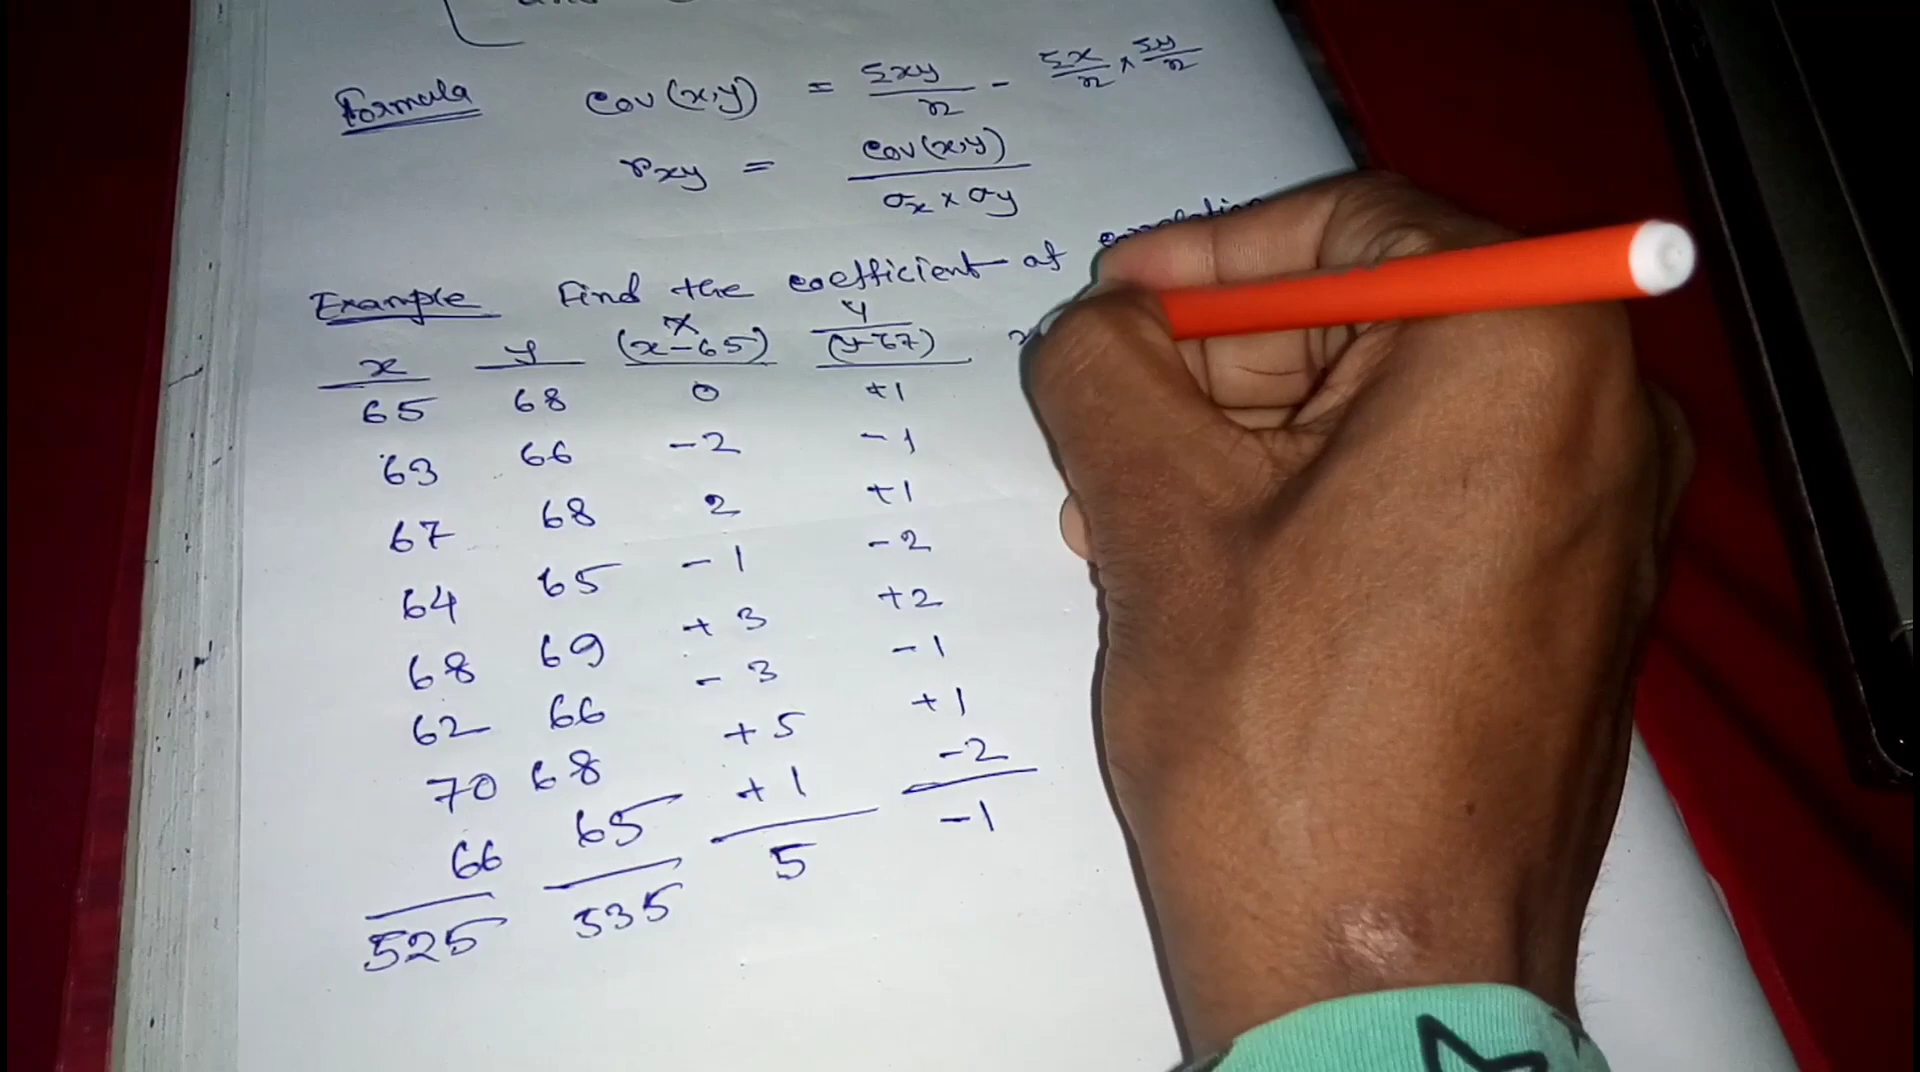 Formula Cov(x,y) = Σxy/n - Σx/n × Σy/n
rxy = Cov(x,y)/σx × σy
Example Find the coefficient of correlation
x y X (x-65) Y (y-67)
65 68 0 +1
63 66 -2 -1
67 68 2 +1
64 65 -1 -2
68 69 +3 +2
62 66 -3 -1
70 68 +5 +1
66 65 +1 -2
525 535 5 -1